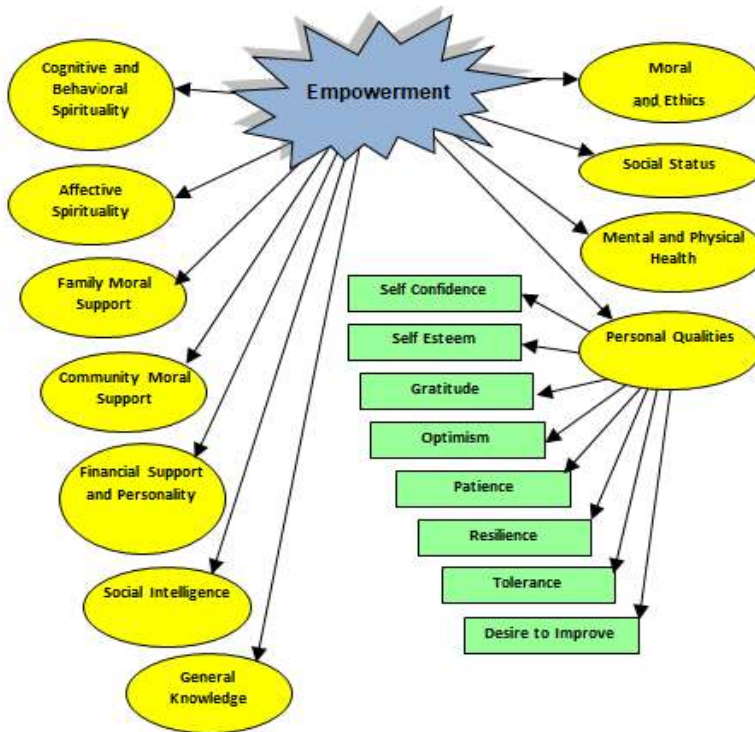 Empowerment
Cognitive and
Behavioral
Spirituality
Affective
Spirituality
Family Moral
Support
Community Moral
Support
Financial Support
and Personality
Social Intelligence
General
Knowledge
Moral
and Ethics
Social Status
Mental and Physical
Health
Personal Qualities
Self Confidence
Self Esteem
Gratitude
Optimism
Patience
Resilience
Tolerance
Desire to Improve